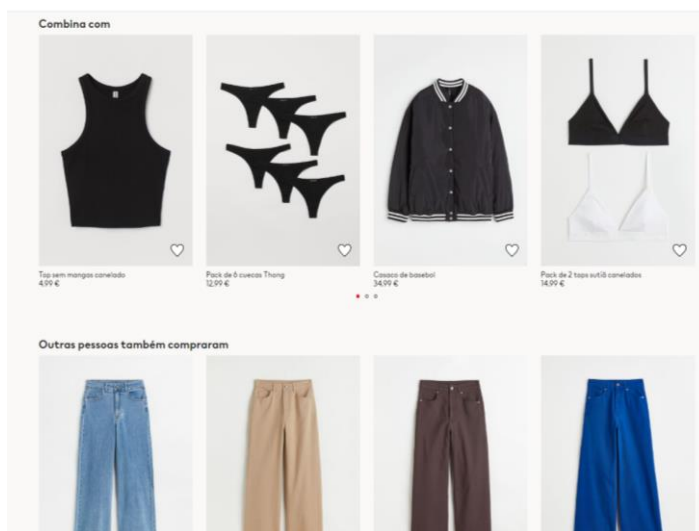 Combina com
Top sem mangas canelado
4,99 €
Pack de 6 cuecas Thong
12,99 €
Casaco de basebol
34,99 €
Pack de 2 tops sutiã canelados
14,99 €
Outras pessoas também compraram